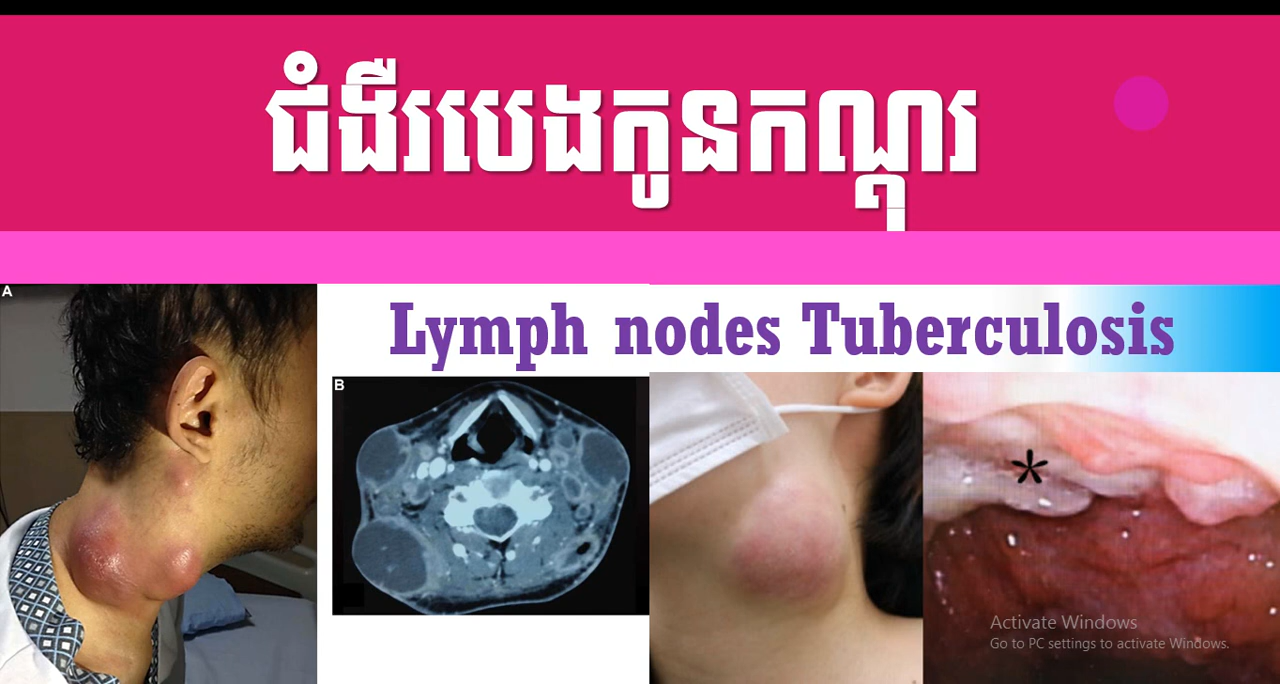 ជំងឺរបេងកូនកណ្តុរ
A
Lymph nodes Tuberculosis
B
*
Activate Windows
Go to PC settings to activate Windows.